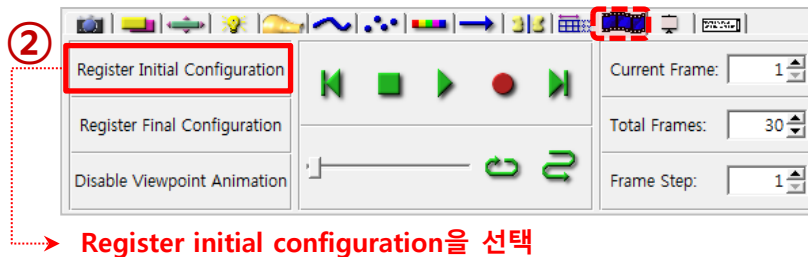 ②
Register Initial Configuration
Register Final Configuration
Disable Viewpoint Animation
Current Frame: 1
Total Frames: 30
Frame Step: 1
Register initial configuration을 선택